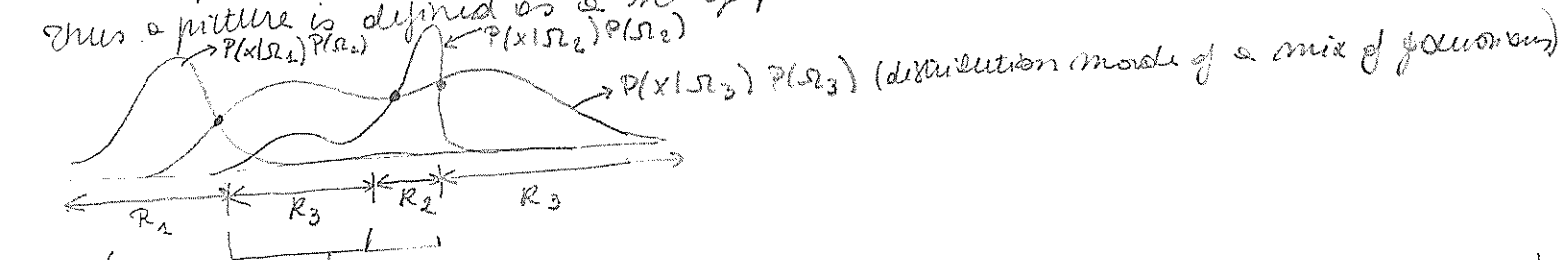 Thus a picture is defined as a
P(x|Ω₁)P(Ω₁)
P(x|Ω₂)P(Ω₂)
P(x|Ω₃) P(Ω₃) (distribution made of a mix of gaussians)
R₁ R₃ R₂ R₃